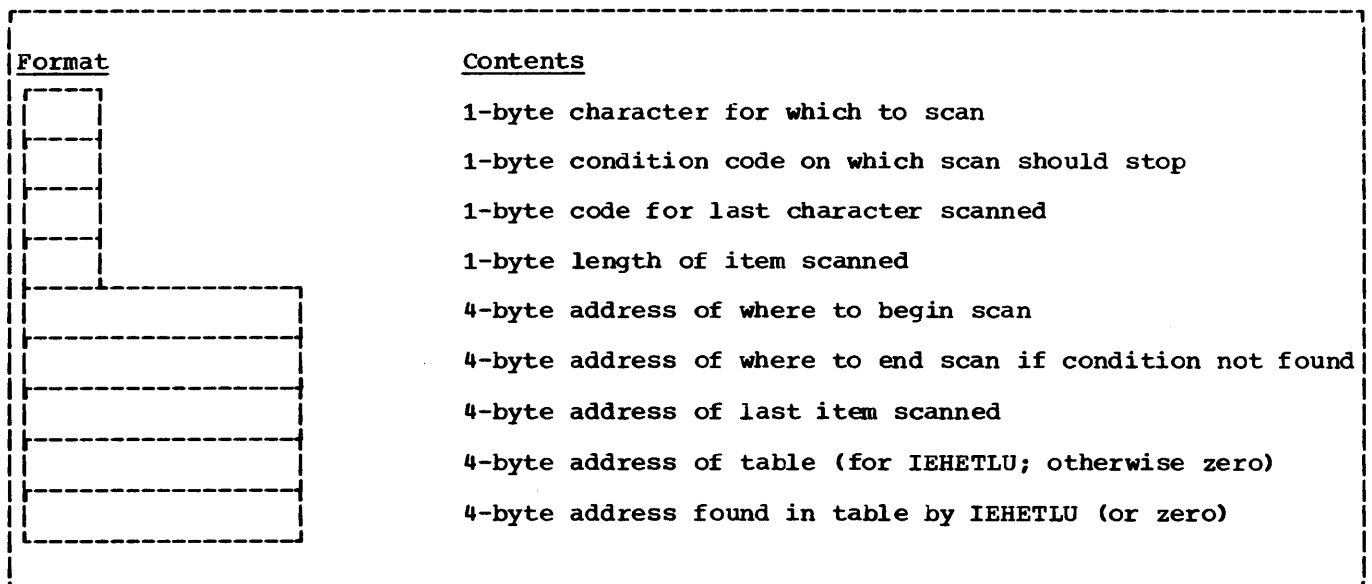 Format Contents
1-byte character for which to scan
1-byte condition code on which scan should stop
1-byte code for last character scanned
1-byte length of item scanned
4-byte address of where to begin scan
4-byte address of where to end scan if condition not found
4-byte address of last item scanned
4-byte address of table (for IEHETLU; otherwise zero)
4-byte address found in table by IEHETLU (or zero)